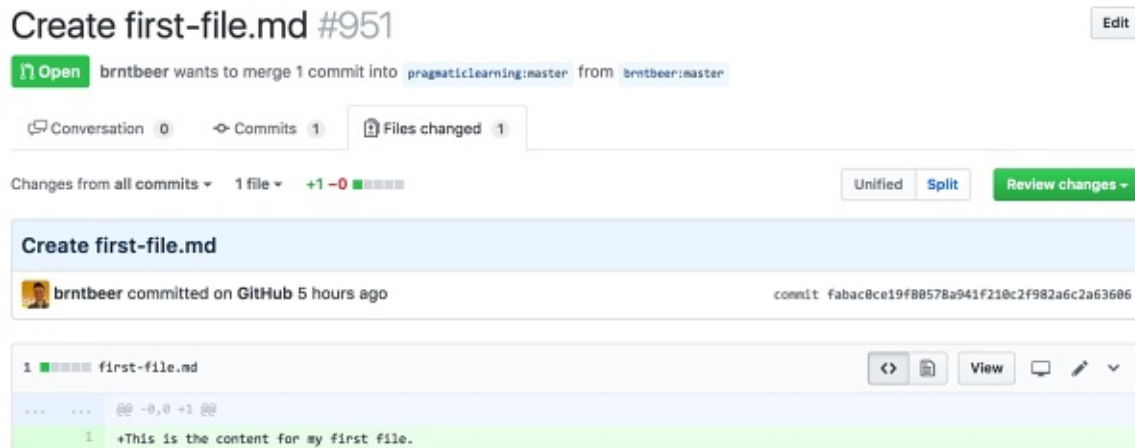 Create first-file.md #951
Edit
Open brntbeer wants to merge 1 commit into pragmaticlearning:master from brntbeer:master
Conversation 0 Commits 1 Files changed 1
Changes from all commits 1 file +1 −0 Unified Split Review changes
Create first-file.md
brntbeer committed on GitHub 5 hours ago commit fabac0ce19f80578a941f210c2f982a6c2a63606
1 first-file.md <> View
... ... @@ -0,0 +1 @@
1 +This is the content for my first file.